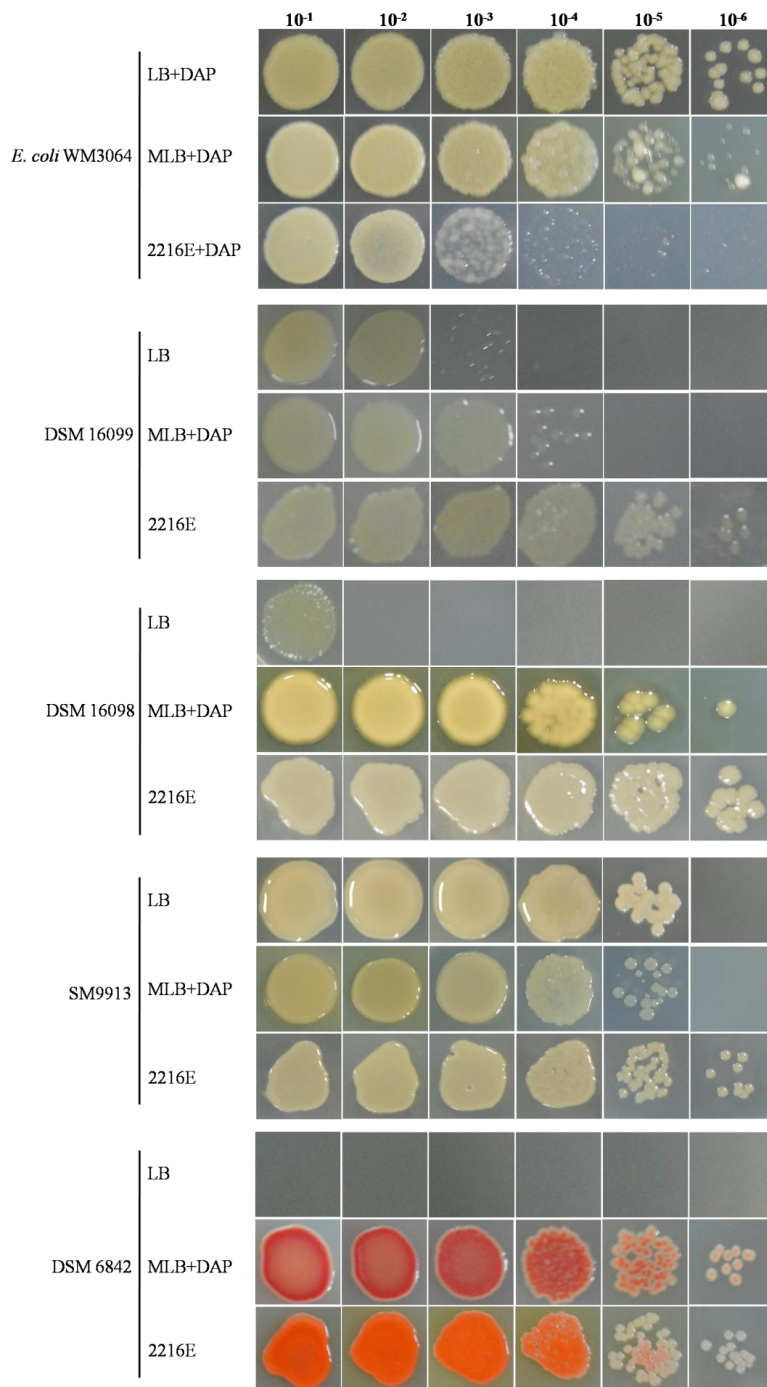 10-1 10-2 10-3 10-4 10-5 10-6
LB+DAP
E. coli WM3064 MLB+DAP
2216E+DAP
LB
DSM 16099 MLB+DAP
2216E
LB
DSM 16098 MLB+DAP
2216E
LB
SM9913 MLB+DAP
2216E
LB
DSM 6842 MLB+DAP
2216E